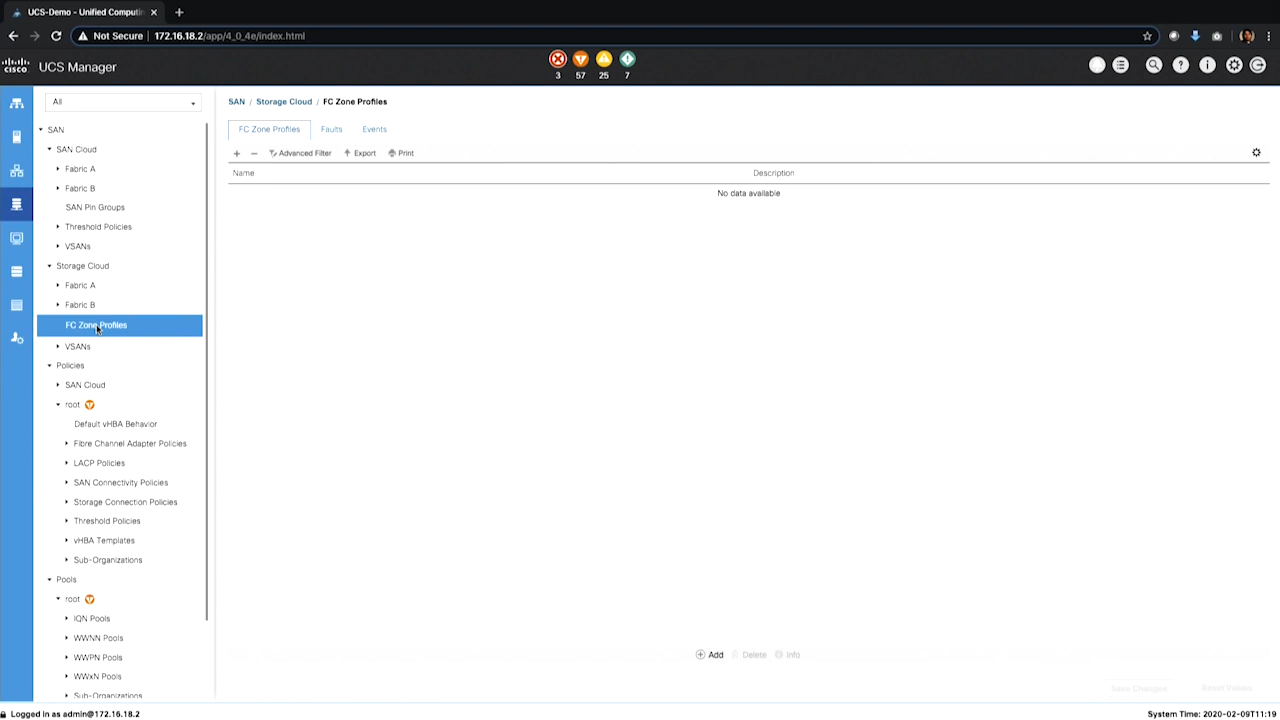 UCS-Demo - Unified Computin
Not Secure | 172.16.18.2/app/4_0_4e/index.html
cisco UCS Manager
3 57 25 7
All
SAN / Storage Cloud / FC Zone Profiles
FC Zone Profiles Faults Events
+ − Advanced Filter Export Print
Name Description
No data available
SAN
SAN Cloud
Fabric A
Fabric B
SAN Pin Groups
Threshold Policies
VSANs
Storage Cloud
Fabric A
Fabric B
FC Zone Profiles
VSANs
Policies
SAN Cloud
root
Default vHBA Behavior
Fibre Channel Adapter Policies
LACP Policies
SAN Connectivity Policies
Storage Connection Policies
Threshold Policies
vHBA Templates
Sub-Organizations
Pools
root
IQN Pools
WWNN Pools
WWPN Pools
WWxN Pools
Sub-Organizations
Add Delete Info
Save Changes Reset Values
Logged in as admin@172.16.18.2
System Time: 2020-02-09T11:19